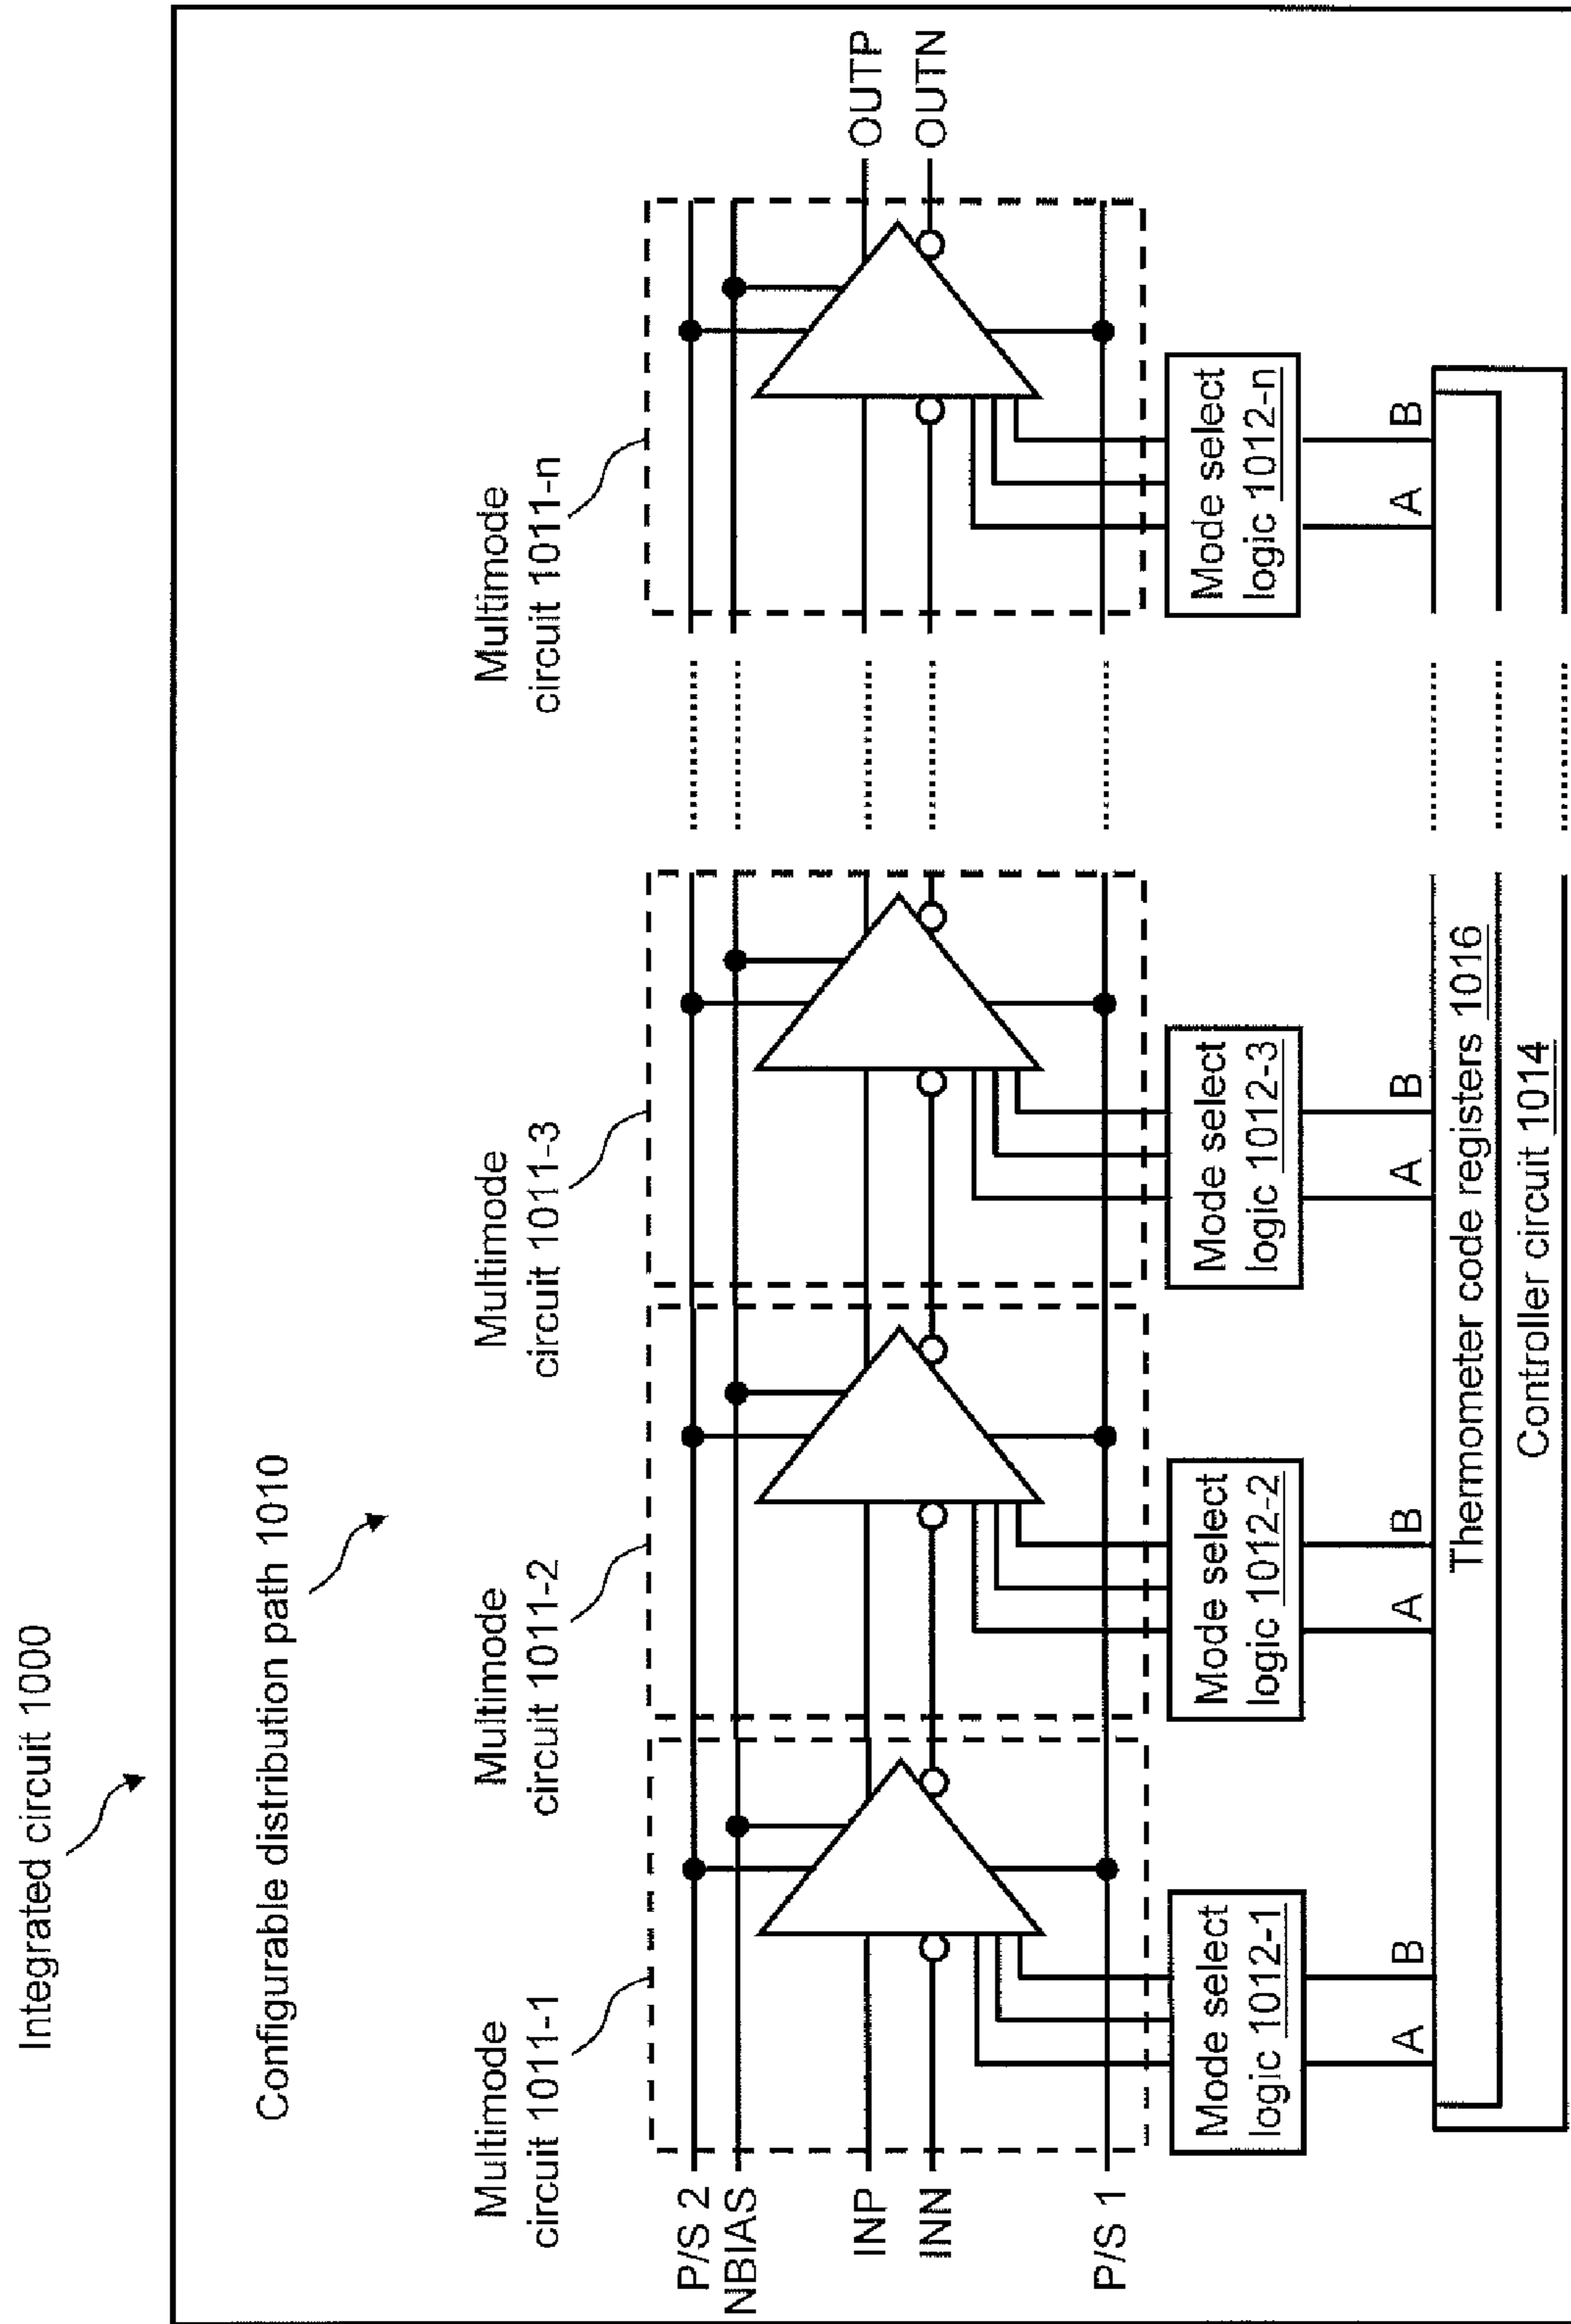 Integrated circuit 1000
Configurable distribution path 1010
Multimode
circuit 1011-1
Multimode
circuit 1011-2
Multimode
circuit 1011-3
Multimode
circuit 1011-n
P/S 2
NBIAS
INP
INN
P/S 1
OUTP
OUTN
Mode select
logic 1012-1
Mode select
logic 1012-2
Mode select
logic 1012-3
Mode select
logic 1012-n
A B
A B
A B
A B
Thermometer code registers 1016
Controller circuit 1014